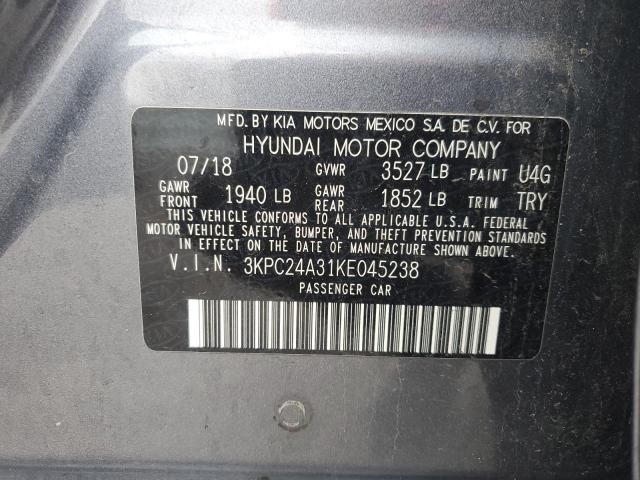 MFD. BY KIA MOTORS MEXICO S.A. DE C.V. FOR
HYUNDAI MOTOR COMPANY
07/18 GVWR 3527 LB PAINT U4G
GAWR FRONT 1940 LB GAWR REAR 1852 LB TRIM TRY
THIS VEHICLE CONFORMS TO ALL APPLICABLE U.S.A. FEDERAL
MOTOR VEHICLE SAFETY, BUMPER, AND THEFT PREVENTION STANDARDS
IN EFFECT ON THE DATE OF MANUFACTURE SHOWN ABOVE.
V.I.N. 3KPC24A31KE045238
PASSENGER CAR